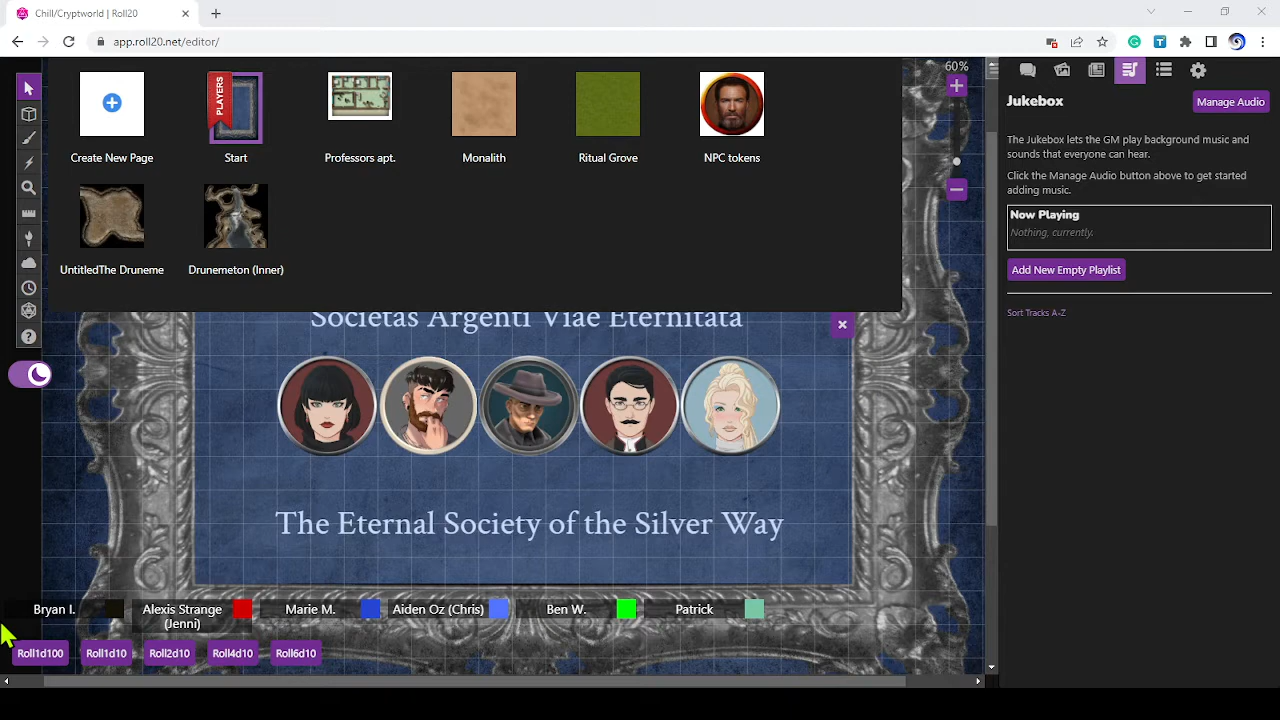 Chill/Cryptworld | Roll20
app.roll20.net/editor/
PLAYERS
Create New Page
Start
Professors apt.
Monalith
Ritual Grove
NPC tokens
UntitledThe Druneme
Drunemeton (Inner)
60%
Jukebox
Manage Audio
The Jukebox lets the GM play background music and
sounds that everyone can hear.
Click the Manage Audio button above to get started
adding music.
Now Playing
Nothing, currently.
Add New Empty Playlist
Sort Tracks A-Z
Societas Argenti Viae Eternitata
The Eternal Society of the Silver Way
Bryan I.
Alexis Strange
(Jenni)
Marie M.
Aiden Oz (Chris)
Ben W.
Patrick
Roll1d100
Roll1d10
Roll2d10
Roll4d10
Roll6d10